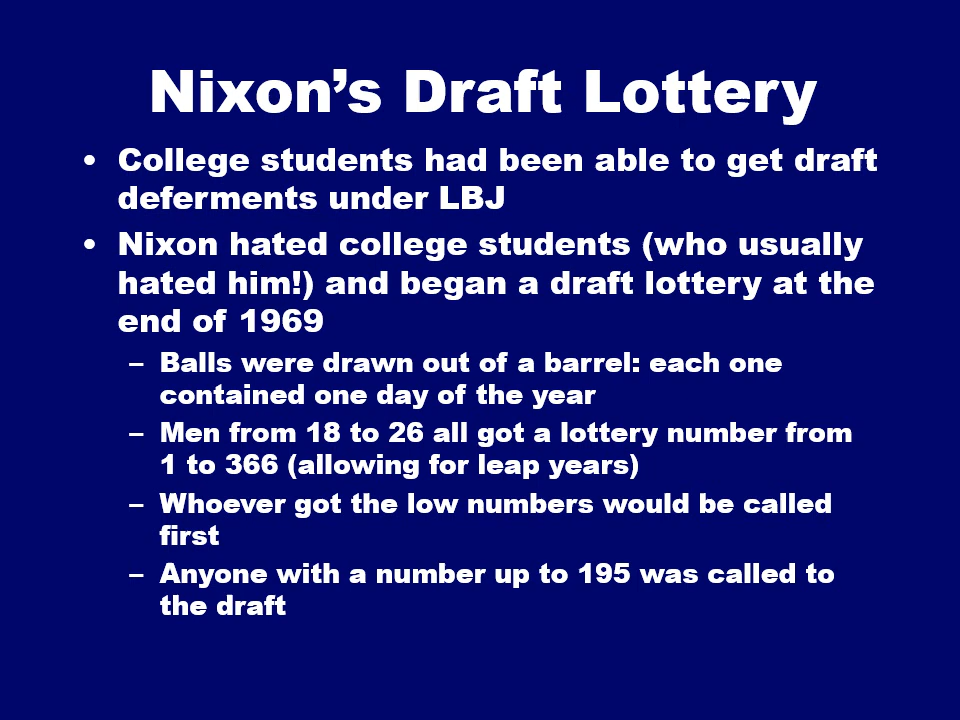 Nixon’s Draft Lottery
• College students had been able to get draft
deferments under LBJ
• Nixon hated college students (who usually
hated him!) and began a draft lottery at the
end of 1969
– Balls were drawn out of a barrel: each one
contained one day of the year
– Men from 18 to 26 all got a lottery number from
1 to 366 (allowing for leap years)
– Whoever got the low numbers would be called
first
– Anyone with a number up to 195 was called to
the draft